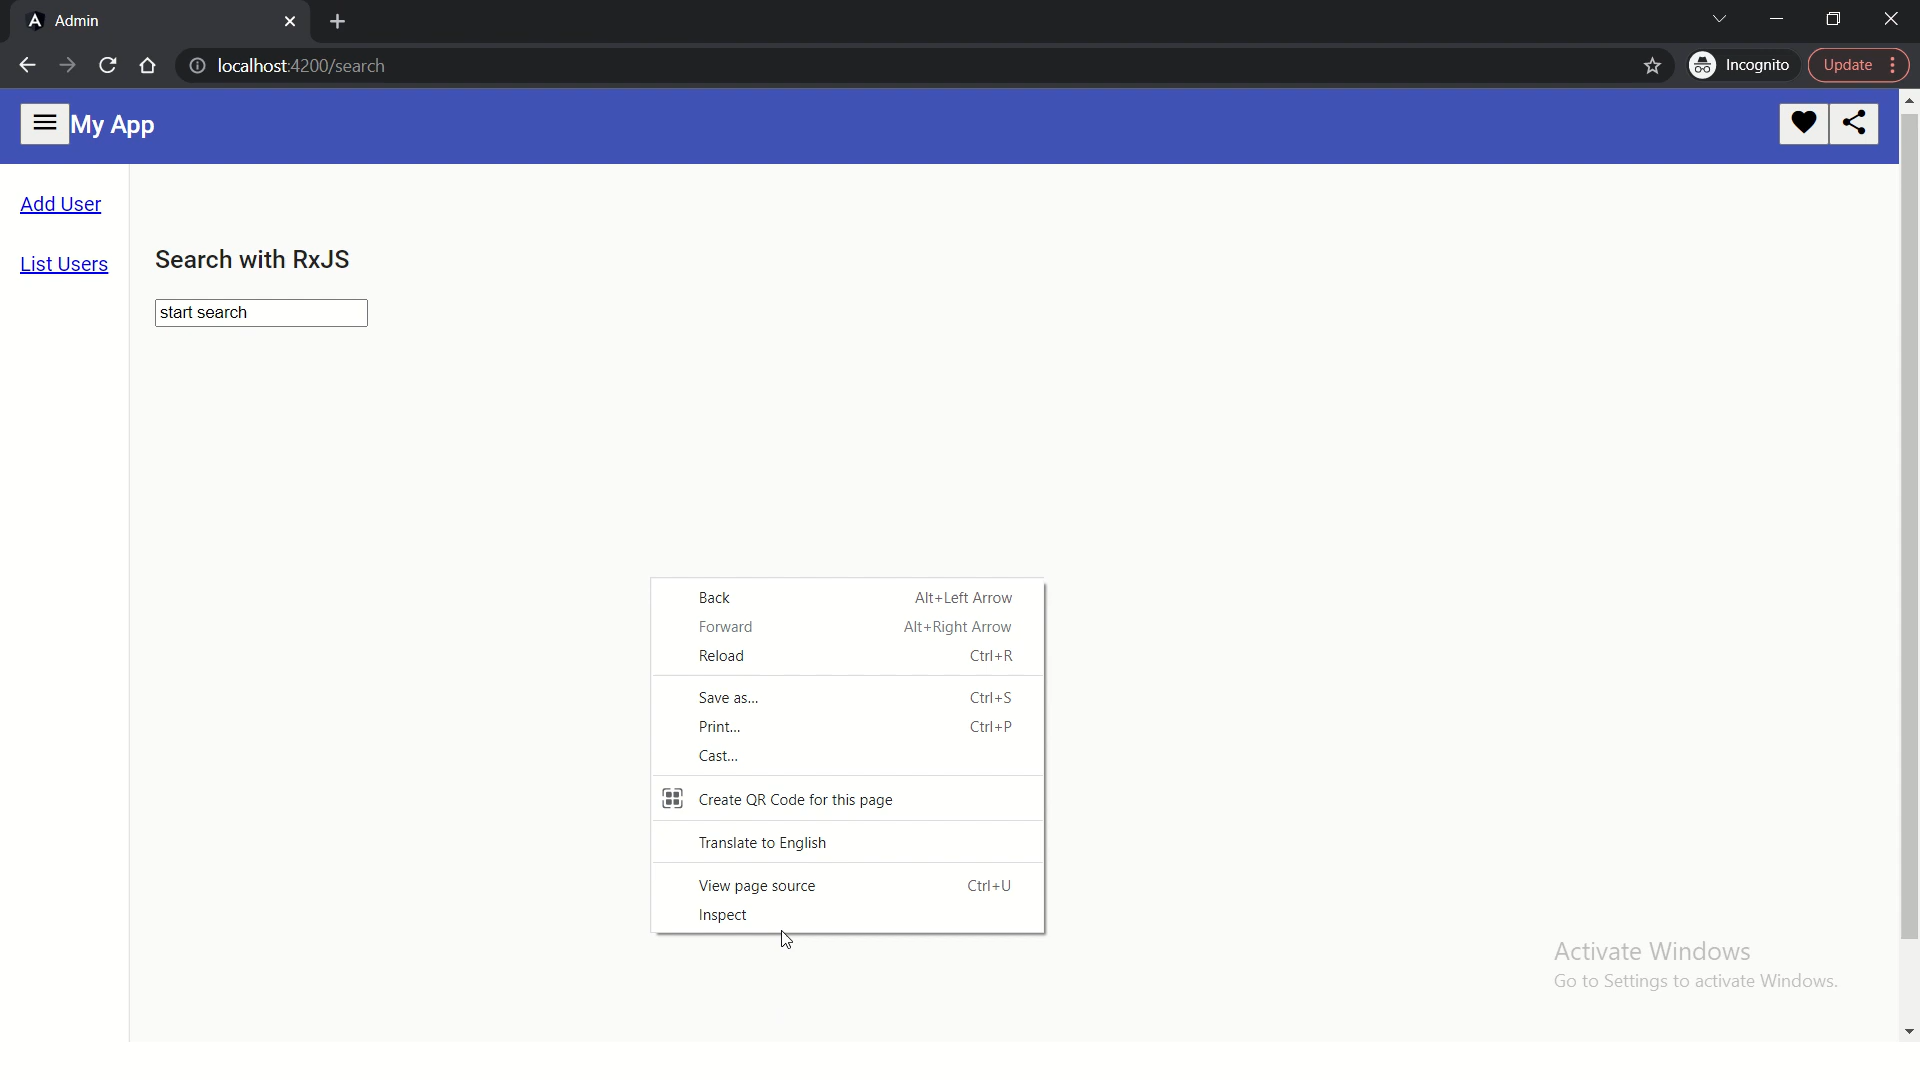 Admin
localhost:4200/search
Incognito
Update
My App
Add User
List Users
Search with RxJS
start search
Back Alt+Left Arrow
Forward Alt+Right Arrow
Reload Ctrl+R
Save as... Ctrl+S
Print... Ctrl+P
Cast...
Create QR Code for this page
Translate to English
View page source Ctrl+U
Inspect
Activate Windows
Go to Settings to activate Windows.